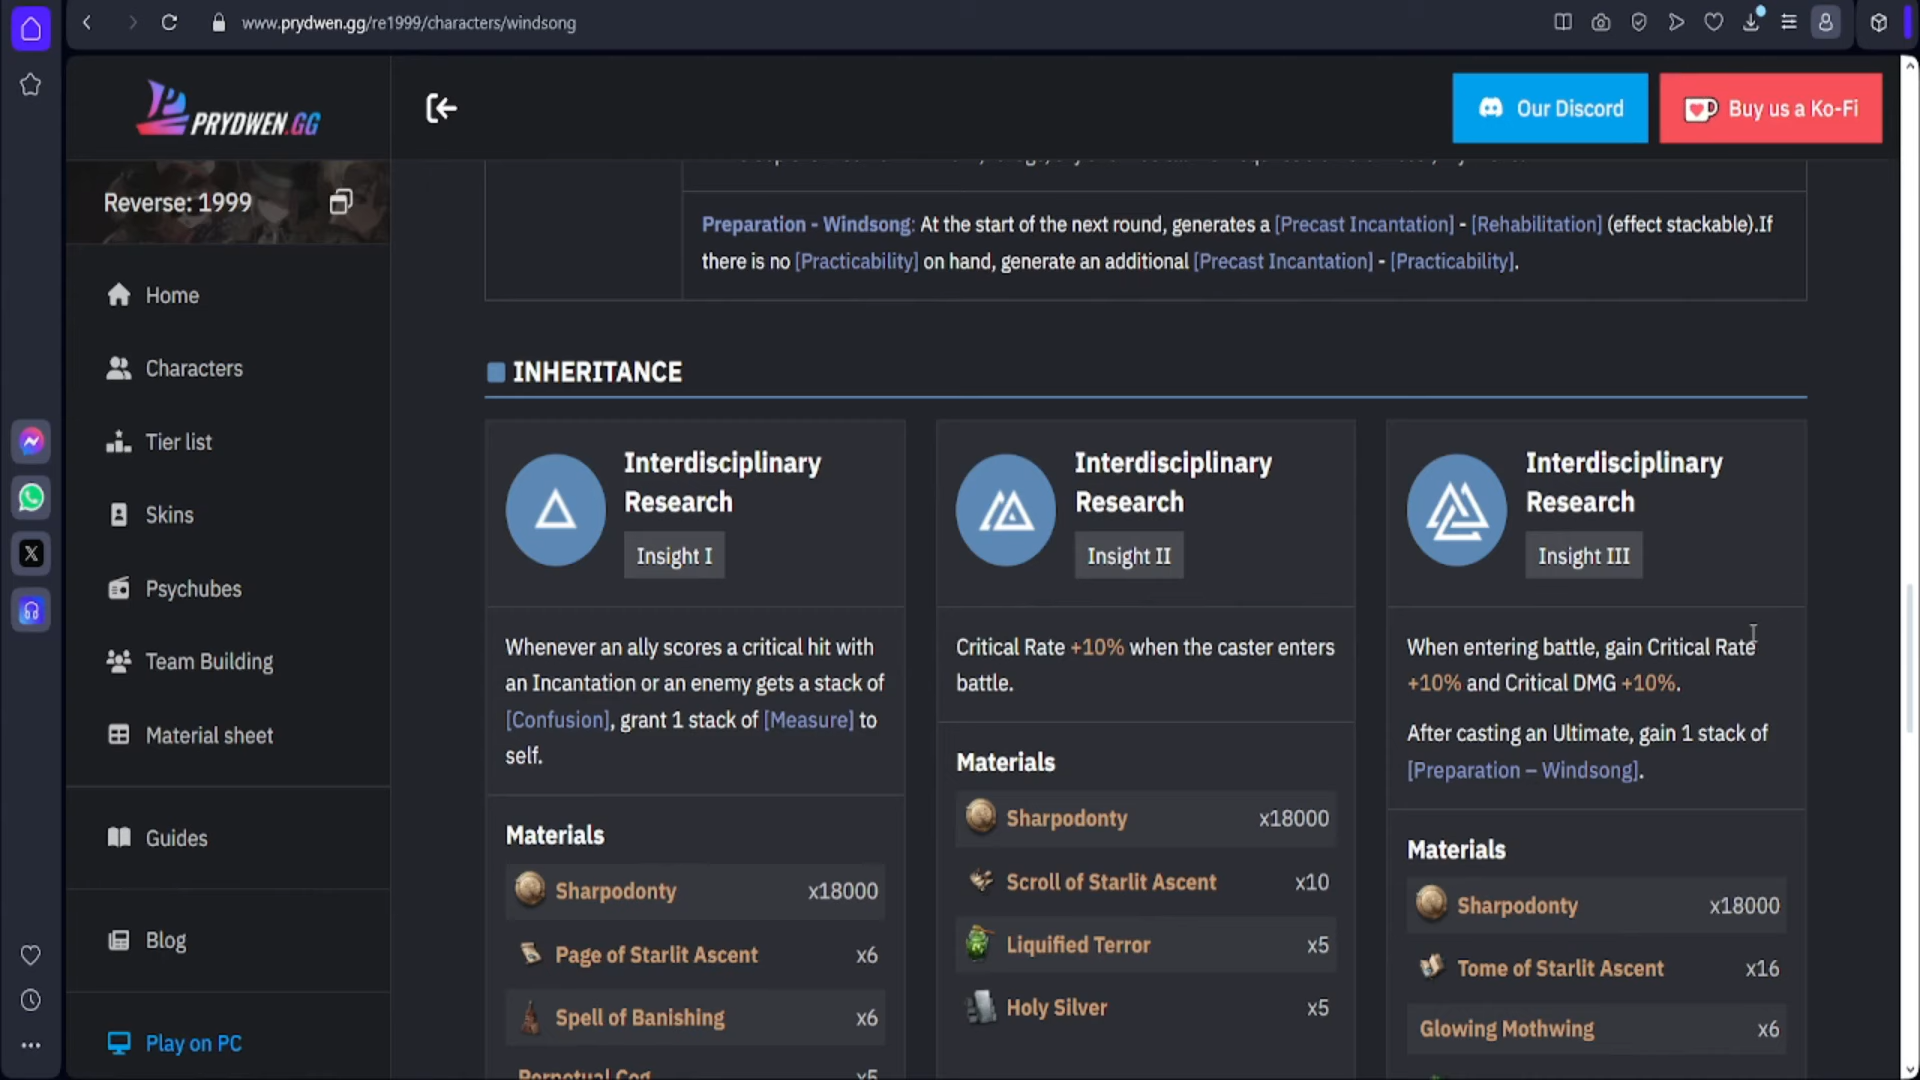 www.prydwen.gg/re1999/characters/windsong
PRYDWEN.GG
Our Discord
Buy us a Ko-Fi
Reverse: 1999
Home
Characters
Tier list
Skins
Psychubes
Team Building
Material sheet
Guides
Blog
Play on PC
Preparation - Windsong: At the start of the next round, generates a [Precast Incantation] - [Rehabilitation] (effect stackable).If
there is no [Practicability] on hand, generate an additional [Precast Incantation] - [Practicability].
INHERITANCE
Interdisciplinary
Research
Insight I
Whenever an ally scores a critical hit with
an Incantation or an enemy gets a stack of
[Confusion], grant 1 stack of [Measure] to
self.
Materials
Sharpodonty x18000
Page of Starlit Ascent x6
Spell of Banishing x6
Perpetual Cog x5
Interdisciplinary
Research
Insight II
Critical Rate +10% when the caster enters
battle.
Materials
Sharpodonty x18000
Scroll of Starlit Ascent x10
Liquified Terror x5
Holy Silver x5
Interdisciplinary
Research
Insight III
When entering battle, gain Critical Rate
+10% and Critical DMG +10%.
After casting an Ultimate, gain 1 stack of
[Preparation – Windsong].
Materials
Sharpodonty x18000
Tome of Starlit Ascent x16
Glowing Mothwing x6